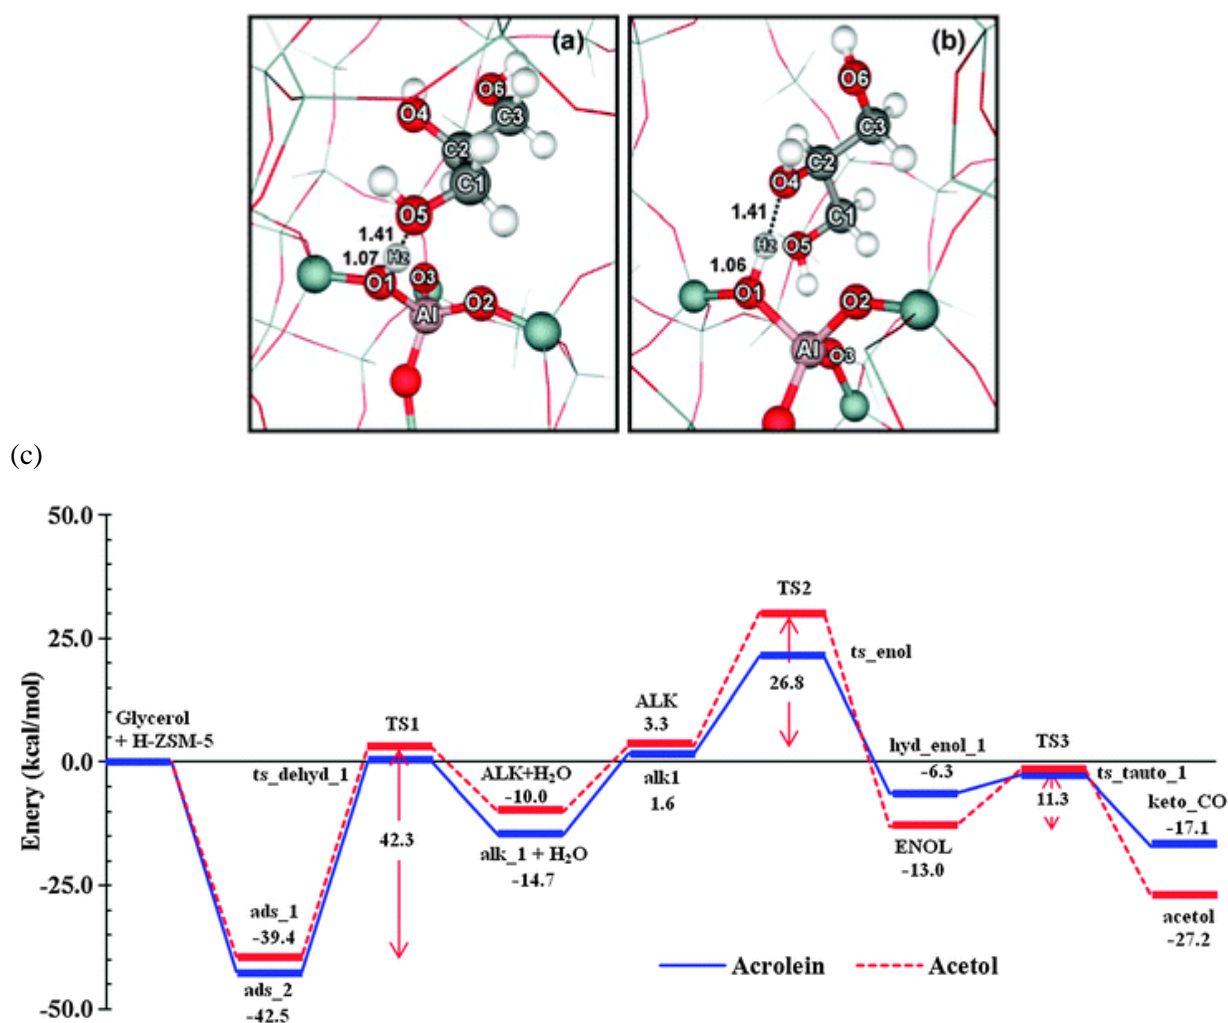 (a)
O6
O4
C3
C2
C1
O5
1.41
Hz
1.07
O1
O3
O2
Al
(b)
O6
C3
C2
O4
1.41
C1
Hz
O5
1.06
O1
O2
Al
O3
(c)
Enery (kcal/mol)
50.0
25.0
0.0
-25.0
-50.0
Glycerol
+ H-ZSM-5
ads_1
-39.4
ads_2
-42.5
ts_dehyd_1
TS1
42.3
ALK+H₂O
-10.0
alk_1 + H₂O
-14.7
ALK
3.3
alk1
1.6
TS2
26.8
ts_enol
hyd_enol_1
-6.3
ENOL
-13.0
TS3
ts_tauto_1
11.3
keto_CO
-17.1
acetol
-27.2
Acrolein
Acetol